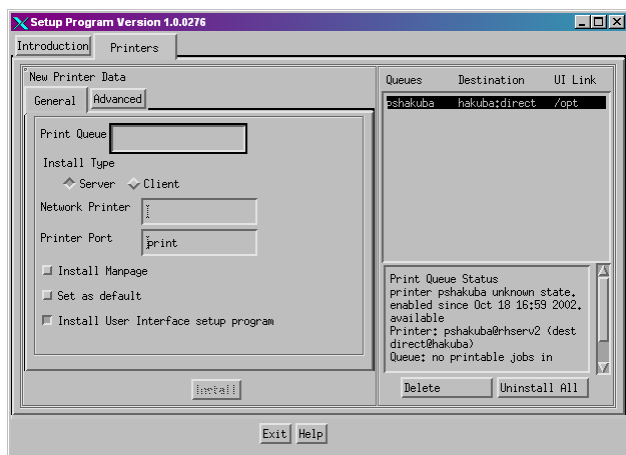 Setup Program Version 1.0.0276
Introduction Printers
New Printer Data
General Advanced
Print Queue
Install Type
Server Client
Network Printer
Printer Port print
Install Manpage
Set as default
Install User Interface setup program
Install
Queues Destination UI Link
pshakuba hakuba:direct /opt
Print Queue Status
printer pshakuba unknown state.
enabled since Oct 18 16:59 2002.
available
Printer: pshakuba@rhserv2 (dest
direct@hakuba)
Queue: no printable jobs in
Delete Uninstall All
Exit Help